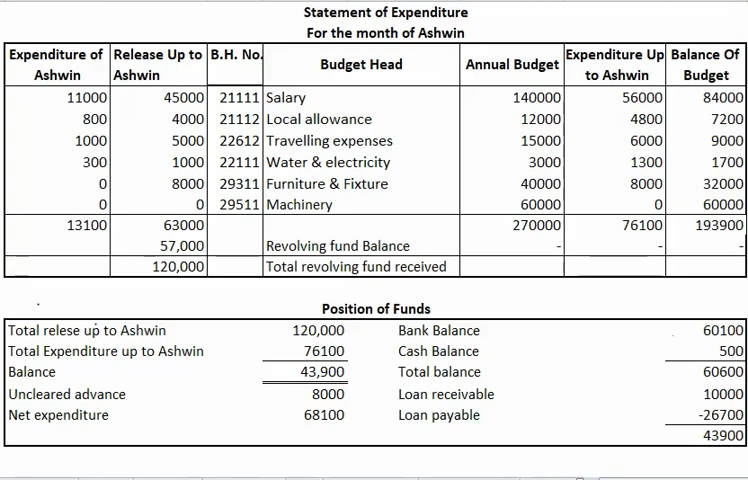 Statement of Expenditure
For the month of Ashwin
Expenditure of Ashwin Release Up to Ashwin B.H. No. Budget Head Annual Budget Expenditure Up to Ashwin Balance Of Budget
11000 45000 21111 Salary 140000 56000 84000
800 4000 21112 Local allowance 12000 4800 7200
1000 5000 22612 Travelling expenses 15000 6000 9000
300 1000 22111 Water & electricity 3000 1300 1700
0 8000 29311 Furniture & Fixture 40000 8000 32000
0 0 29511 Machinery 60000 0 60000
13100 63000 270000 76100 193900
57,000 Revolving fund Balance - - -
120,000 Total revolving fund received
Position of Funds
Total relese up to Ashwin 120,000 Bank Balance 60100
Total Expenditure up to Ashwin 76100 Cash Balance 500
Balance 43,900 Total balance 60600
Uncleared advance 8000 Loan receivable 10000
Net expenditure 68100 Loan payable -26700
43900